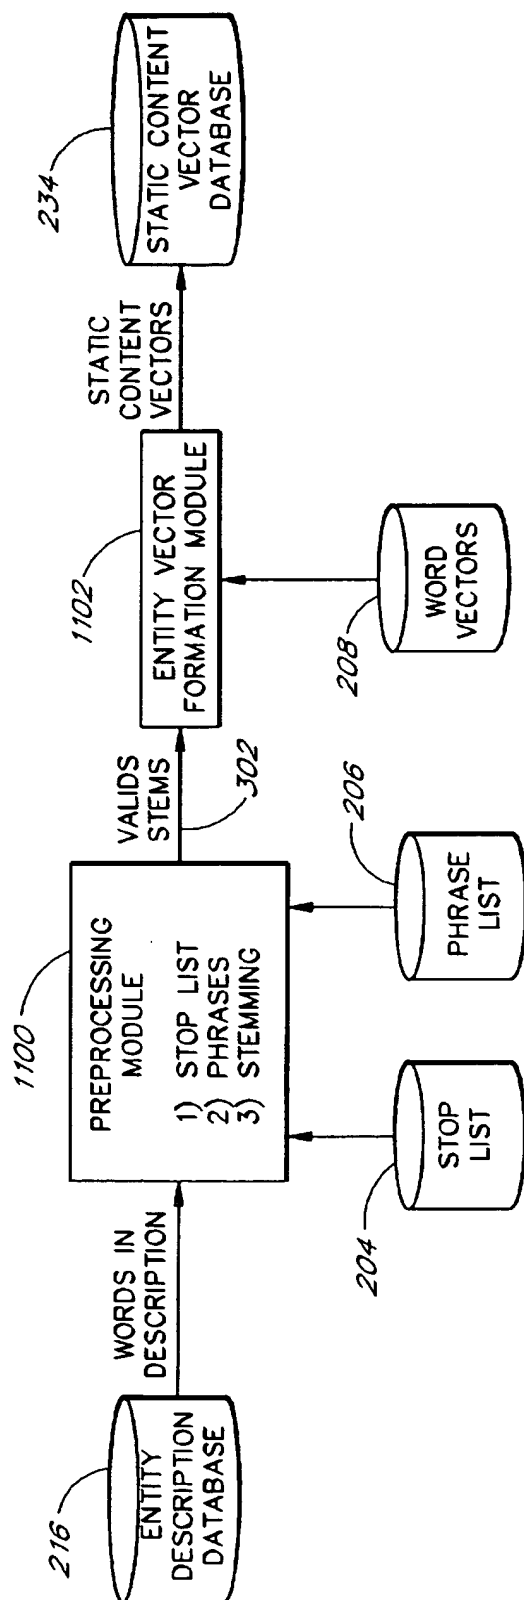 216
ENTITY
DESCRIPTION
DATABASE
WORDS IN
DESCRIPTION
1100
PREPROCESSING
MODULE
1) STOP LIST
2) PHRASES
3) STEMMING
204
STOP
LIST
206
PHRASE
LIST
VALIDS
STEMS
302
1102
ENTITY VECTOR
FORMATION MODULE
208
WORD
VECTORS
STATIC
CONTENT
VECTORS
234
STATIC CONTENT
VECTOR
DATABASE